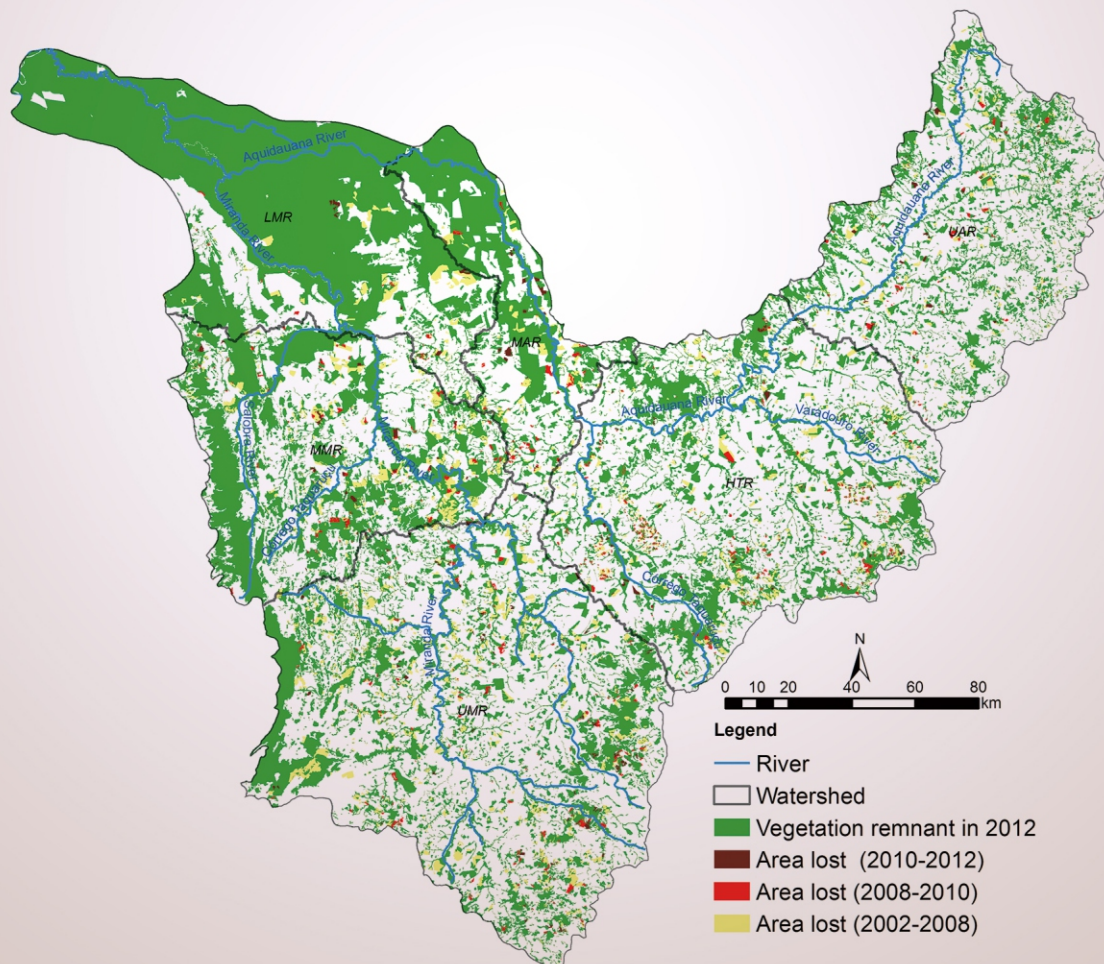 Aquidauana River
Miranda River
LMR
Aquidauana River
UAR
MAR
Aquidauana River
Varadouro River
MMR
HTR
Miranda River
UMR
N
0 10 20 40 60 80
km
Legend
River
Watershed
Vegetation remnant in 2012
Area lost (2010-2012)
Area lost (2008-2010)
Area lost (2002-2008)